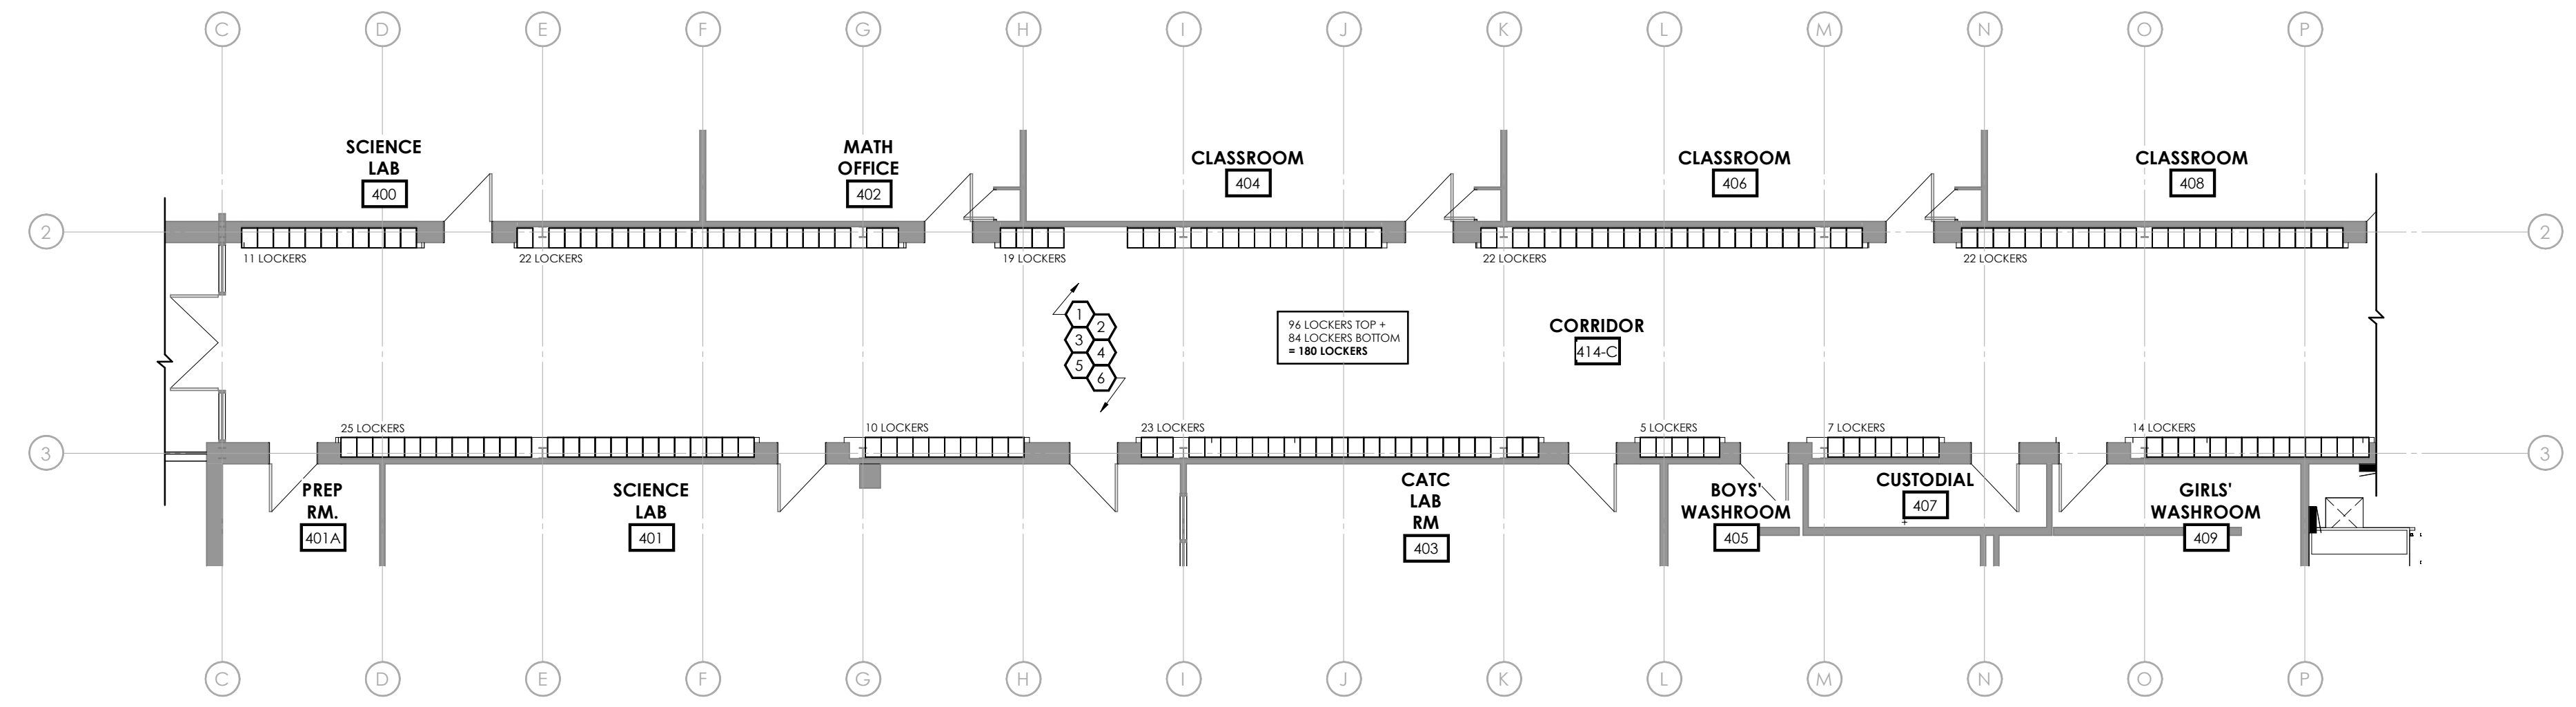 C D E F G H I J K L M N O P
SCIENCE
LAB
400
MATH
OFFICE
402
CLASSROOM
404
CLASSROOM
406
CLASSROOM
408
2
2
11 LOCKERS
22 LOCKERS
19 LOCKERS
22 LOCKERS
22 LOCKERS
1
2
3
4
5
6
96 LOCKERS TOP +
84 LOCKERS BOTTOM
= 180 LOCKERS
CORRIDOR
414-C
25 LOCKERS
10 LOCKERS
23 LOCKERS
5 LOCKERS
7 LOCKERS
14 LOCKERS
3
3
PREP
RM.
401A
SCIENCE
LAB
401
CATC
LAB
RM
403
BOYS'
WASHROOM
405
CUSTODIAL
407
GIRLS'
WASHROOM
409
C D E F G H I J K L M N O P